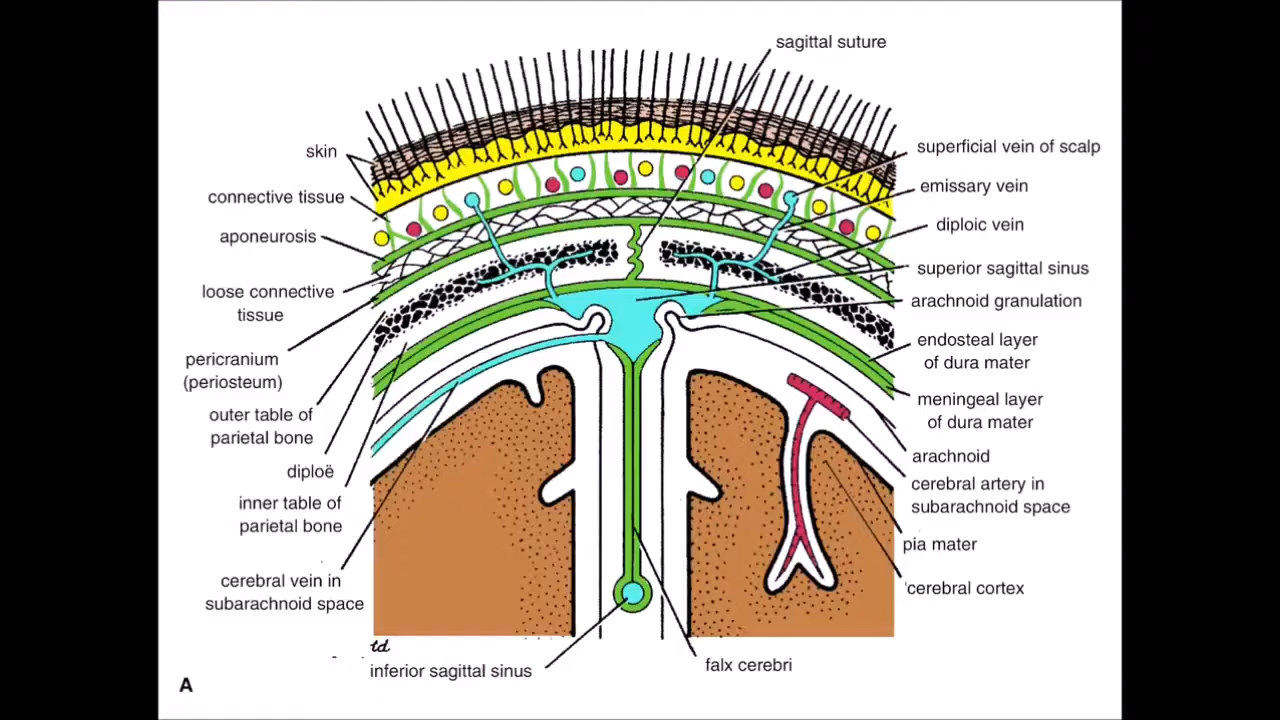 sagittal suture
skin
connective tissue
aponeurosis
loose connective
tissue
pericranium
(periosteum)
outer table of
parietal bone
diploë
inner table of
parietal bone
cerebral vein in
subarachnoid space
superficial vein of scalp
emissary vein
diploic vein
superior sagittal sinus
arachnoid granulation
endosteal layer
of dura mater
meningeal layer
of dura mater
arachnoid
cerebral artery in
subarachnoid space
pia mater
cerebral cortex
td
inferior sagittal sinus
falx cerebri
A